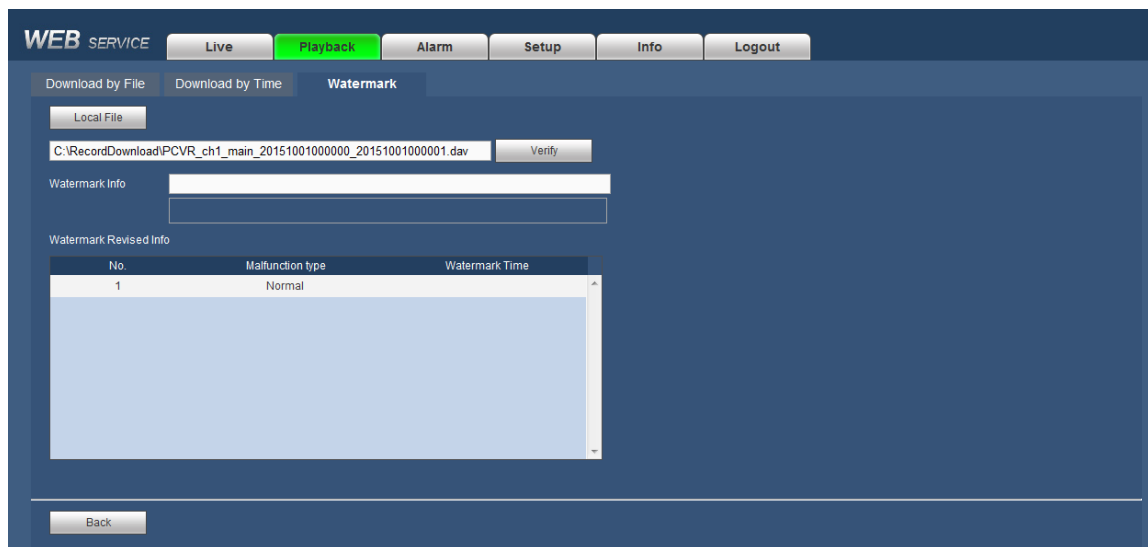 WEB SERVICE Live Playback Alarm Setup Info Logout
Download by File Download by Time Watermark
Local File
C:\RecordDownload\PCVR_ch1_main_20151001000000_20151001000001.dav Verify
Watermark Info
Watermark Revised Info
No. Malfunction type Watermark Time
1 Normal
Back